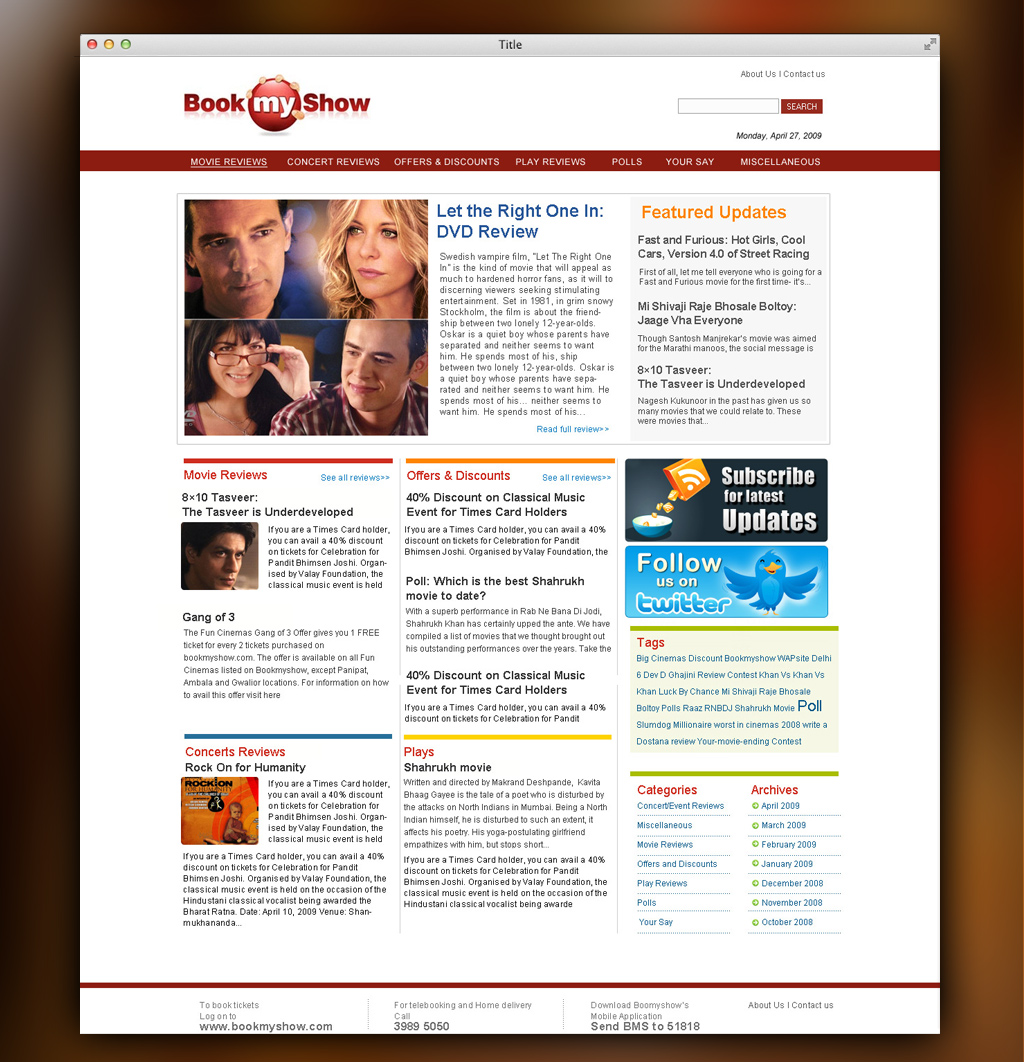 Title
About Us I Contact us
Book my Show
SEARCH
Monday, April 27, 2009
MOVIE REVIEWS CONCERT REVIEWS OFFERS & DISCOUNTS PLAY REVIEWS POLLS YOUR SAY MISCELLANEOUS
Let the Right One In:
DVD Review
Swedish vampire film, "Let The Right One
In" is the kind of movie that will appeal as
much to hardened horror fans, as it will to
discerning viewers seeking stimulating
entertainment. Set in 1981, in grim snowy
Stockholm, the film is about the friend-
ship between two lonely 12-year-olds.
Oskar is a quiet boy whose parents have
separated and neither seems to want
him. He spends most of his, ship
between two lonely 12-year-olds. Oskar is
a quiet boy whose parents have sepa-
rated and neither seems to want him. He
spends most of his... neither seems to
want him. He spends most of his...
Read full review>>
Featured Updates
Fast and Furious: Hot Girls, Cool
Cars, Version 4.0 of Street Racing
First of all, let me tell everyone who is going for a
Fast and Furious movie for the first time- it's...
Mi Shivaji Raje Bhosale Boltoy:
Jaage Vha Everyone
Though Santosh Manjrekar's movie was aimed
for the Marathi manoos, the social message is
8×10 Tasveer:
The Tasveer is Underdeveloped
Nagesh Kukunoor in the past has given us so
many movies that we could relate to. These
were movies that...
Movie Reviews
See all reviews>>
8×10 Tasveer:
The Tasveer is Underdeveloped
If you are a Times Card holder,
you can avail a 40% discount
on tickets for Celebration for
Pandit Bhimsen Joshi. Organ-
ised by Valay Foundation, the
classical music event is held
Gang of 3
The Fun Cinemas Gang of 3 Offer gives you 1 FREE
ticket for every 2 tickets purchased on
bookmyshow.com. The offer is available on all Fun
Cinemas listed on Bookmyshow, except Panipat,
Ambala and Gwalior locations. For information on how
to avail this offer visit here
Offers & Discounts
See all reviews>>
40% Discount on Classical Music
Event for Times Card Holders
If you are a Times Card holder, you can avail a 40%
discount on tickets for Celebration for Pandit
Bhimsen Joshi. Organised by Valay Foundation, the
Poll: Which is the best Shahrukh
movie to date?
With a superb performance in Rab Ne Bana Di Jodi,
Shahrukh Khan has certainly upped the ante. We have
compiled a list of movies that we thought brought out
his outstanding performances over the years. Take the
40% Discount on Classical Music
Event for Times Card Holders
If you are a Times Card holder, you can avail a 40%
discount on tickets for Celebration for Pandit
Subscribe
for latest
Updates
Follow
us on
twitter
Tags
Big Cinemas Discount Bookmyshow WAPsite Delhi
6 Dev D Ghajini Review Contest Khan Vs Khan Vs
Khan Luck By Chance Mi Shivaji Raje Bhosale
Boltoy Polls Raaz RNBDJ Shahrukh Movie Poll
Slumdog Millionaire worst in cinemas 2008 write a
Dostana review Your-movie-ending Contest
Concerts Reviews
Rock On for Humanity
ROCK ON
FOR HUMANITY
If you are a Times Card holder,
you can avail a 40% discount
on tickets for Celebration for
Pandit Bhimsen Joshi. Organ-
ised by Valay Foundation, the
classical music event is held
If you are a Times Card holder, you can avail a 40%
discount on tickets for Celebration for Pandit
Bhimsen Joshi. Organised by Valay Foundation, the
classical music event is held on the occasion of the
Hindustani classical vocalist being awarded the
Bharat Ratna. Date: April 10, 2009 Venue: Shan-
mukhananda...
Plays
Shahrukh movie
Written and directed by Makrand Deshpande, Kavita
Bhaag Gayee is the tale of a poet who is disturbed by
the attacks on North Indians in Mumbai. Being a North
Indian himself, he is disturbed to such an extent, it
affects his poetry. His yoga-postulating girlfriend
empathizes with him, but stops short...
If you are a Times Card holder, you can avail a 40%
discount on tickets for Celebration for Pandit
Bhimsen Joshi. Organised by Valay Foundation, the
classical music event is held on the occasion of the
Hindustani classical vocalist being awarde
Categories
Concert/Event Reviews
Miscellaneous
Movie Reviews
Offers and Discounts
Play Reviews
Polls
Your Say
Archives
April 2009
March 2009
February 2009
January 2009
December 2008
November 2008
October 2008
To book tickets
Log on to
www.bookmyshow.com
For telebooking and Home delivery
Call
3989 5050
Download Boomyshow's
Mobile Application
Send BMS to 51818
About Us I Contact us